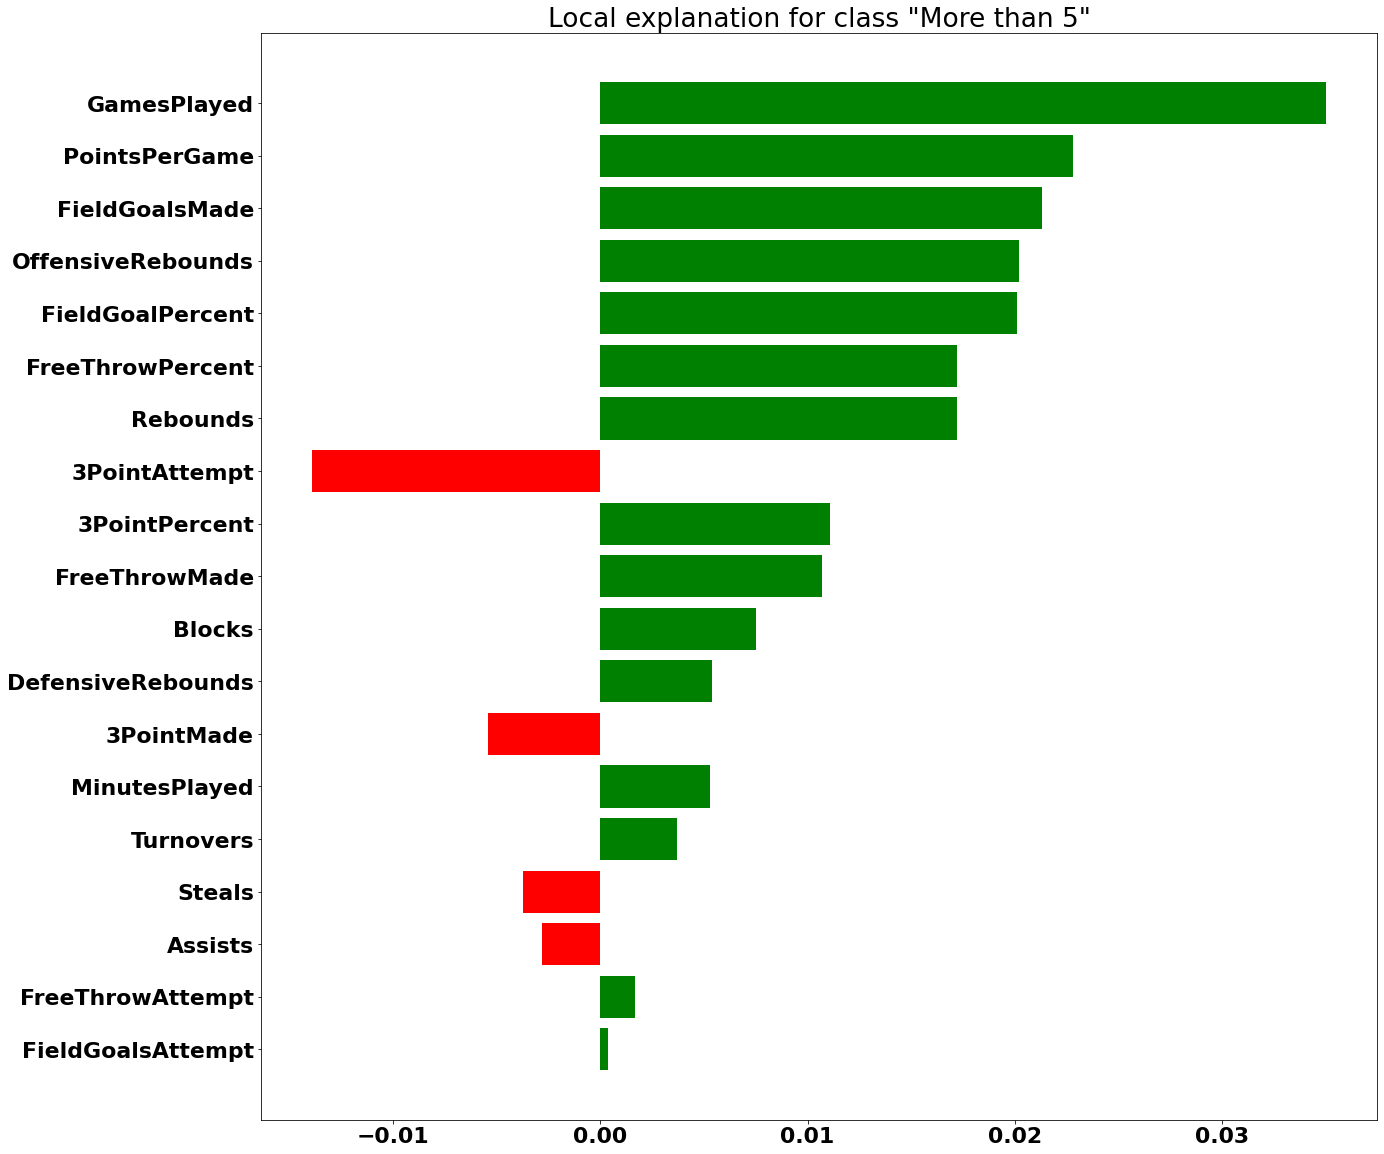 Local explanation for class "More than 5"
GamesPlayed
PointsPerGame
FieldGoalsMade
OffensiveRebounds
FieldGoalPercent
FreeThrowPercent
Rebounds
3PointAttempt
3PointPercent
FreeThrowMade
Blocks
DefensiveRebounds
3PointMade
MinutesPlayed
Turnovers
Steals
Assists
FreeThrowAttempt
FieldGoalsAttempt
−0.01 0.00 0.01 0.02 0.03